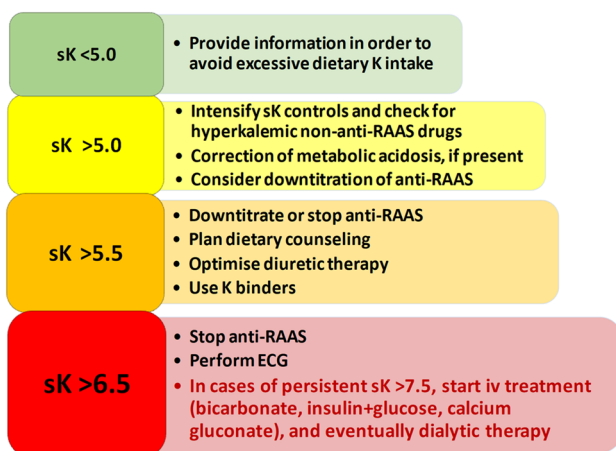 sK <5.0
• Provide information in order to
avoid excessive dietary K intake
sK >5.0
• Intensify sK controls and check for
hyperkalemic non-anti-RAAS drugs
• Correction of metabolic acidosis, if present
• Consider downtitration of anti-RAAS
sK >5.5
• Downtitrate or stop anti-RAAS
• Plan dietary counseling
• Optimise diuretic therapy
• Use K binders
sK >6.5
• Stop anti-RAAS
• Perform ECG
• In cases of persistent sK >7.5, start iv treatment
(bicarbonate, insulin+glucose, calcium
gluconate), and eventually dialytic therapy